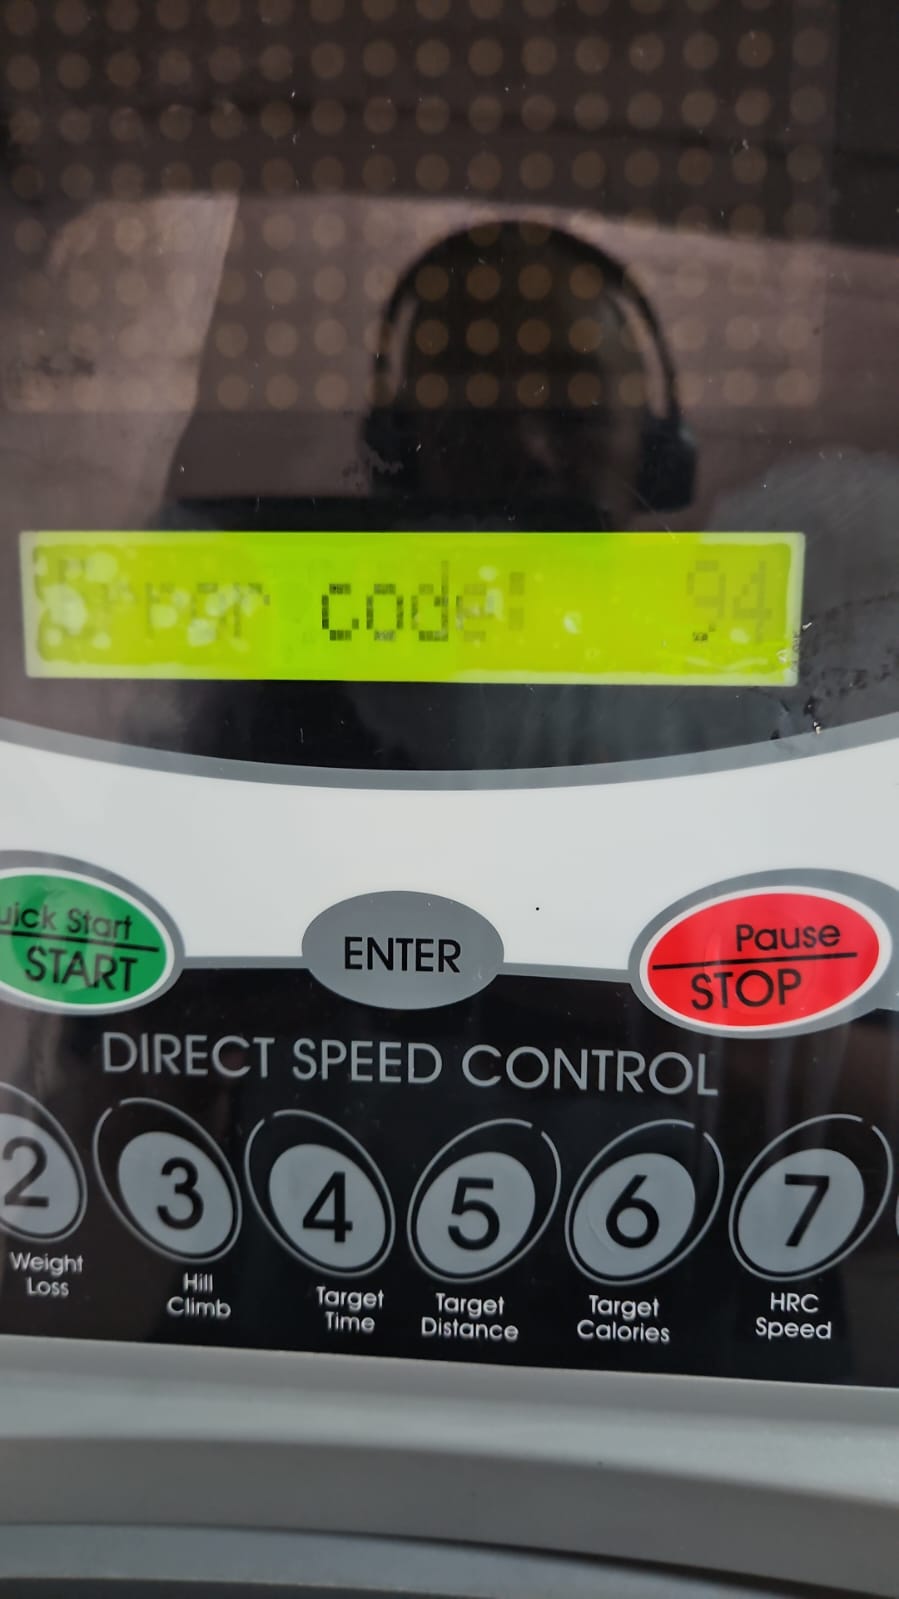 Error code: 94
uick Start
START
ENTER
Pause
STOP
DIRECT SPEED CONTROL
2
Weight
Loss
3
Hill
Climb
4
Target
Time
5
Target
Distance
6
Target
Calories
7
HRC
Speed